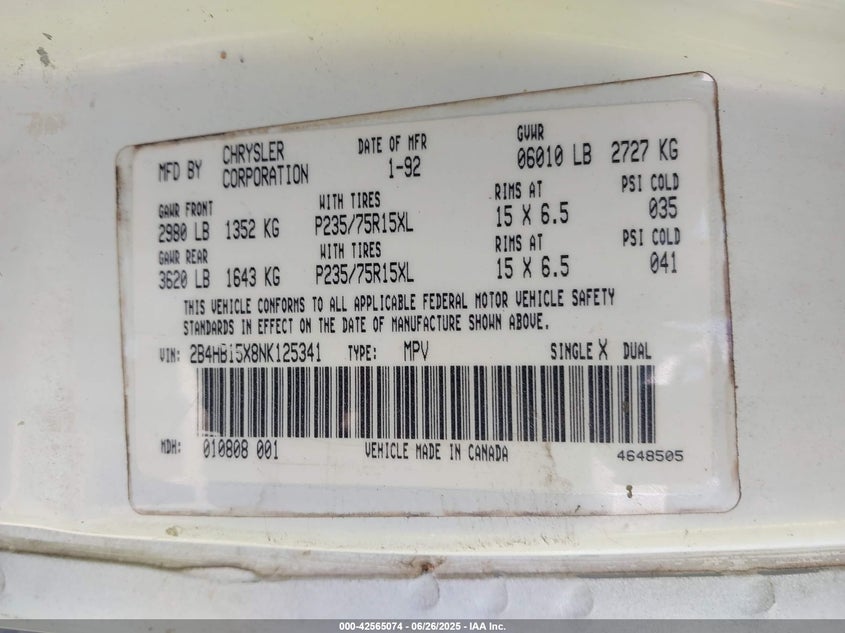 MFD BY CHRYSLER CORPORATION DATE OF MFR 1-92 GVWR 06010 LB 2727 KG
GAWR FRONT WITH TIRES RIMS AT PSI COLD
2980 LB 1352 KG P235/75R15XL 15 X 6.5 035
GAWR REAR WITH TIRES RIMS AT PSI COLD
3620 LB 1643 KG P235/75R15XL 15 X 6.5 041
THIS VEHICLE CONFORMS TO ALL APPLICABLE FEDERAL MOTOR VEHICLE SAFETY
STANDARDS IN EFFECT ON THE DATE OF MANUFACTURE SHOWN ABOVE.
VIN: 2B4HB15X8NK125341 TYPE: MPV SINGLE X DUAL
MDH: 010808 001 VEHICLE MADE IN CANADA 4648505
000-42565074 - 06/26/2025 - IAA Inc.